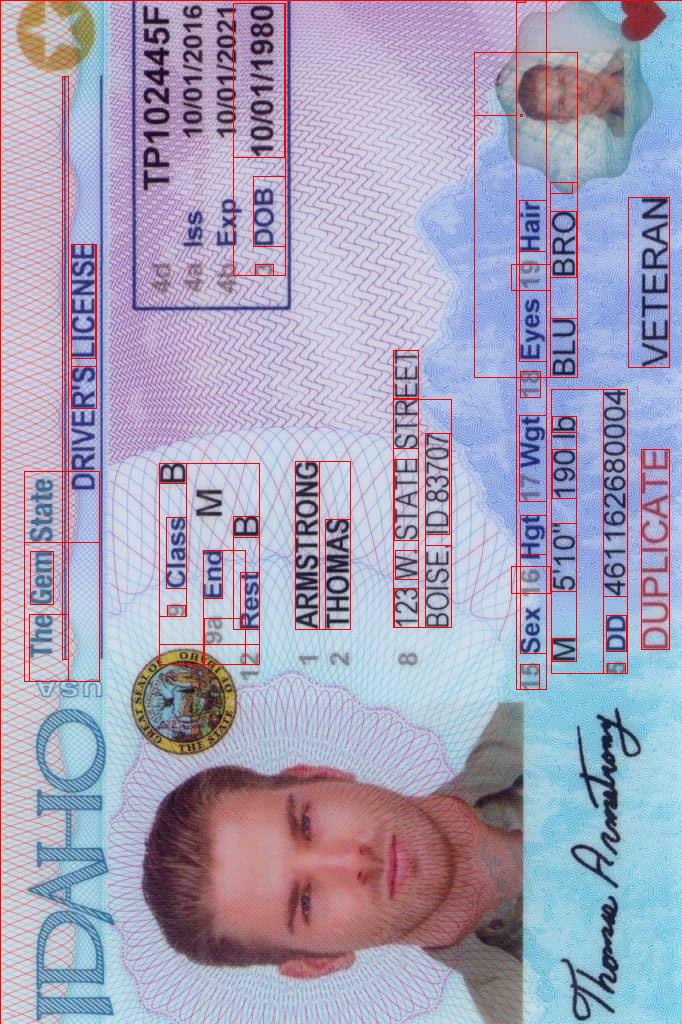 IDAHO
USA
The Gem State
DRIVER'S LICENSE
4d TP102445F
4a Iss 10/01/2016
4b Exp 10/01/2021
3 DOB 10/01/1980
GREAT SEAL OF
THE STATE
OF IDAHO
9 Class B
9a End M
12 Rest B
1 ARMSTRONG
2 THOMAS
8 123 W. STATE STREET
BOISE, ID 83707
15 Sex 16 Hgt 17 Wgt 18 Eyes 19 Hair
M 5'10" 190 lb BLU BRO
5 DD 461162680004
DUPLICATE VETERAN
Thomas Armstrong